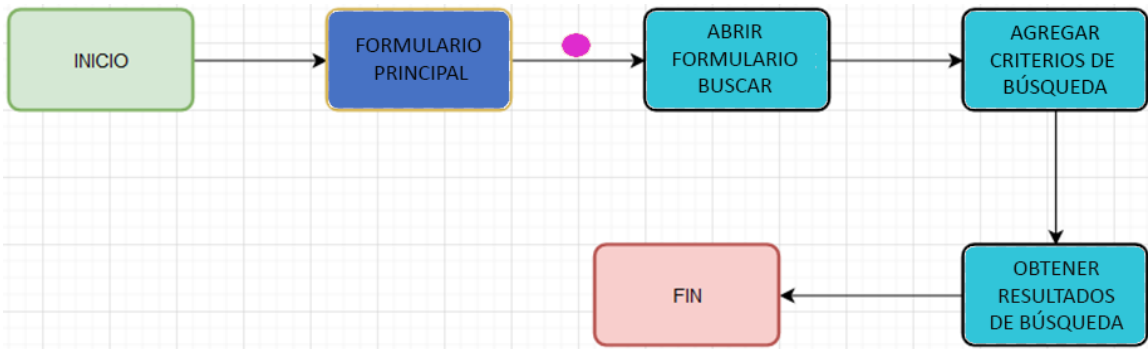 INICIO
FORMULARIO
PRINCIPAL
ABRIR
FORMULARIO
BUSCAR
AGREGAR
CRITERIOS DE
BÚSQUEDA
FIN
OBTENER
RESULTADOS
DE BÚSQUEDA